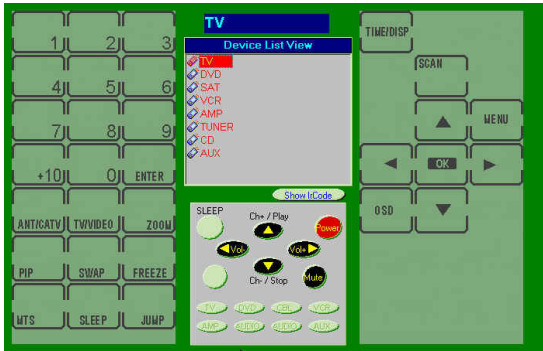 TV
Device List View
TV
DVD
SAT
VCR
AMP
TUNER
CD
AUX
Show IrCode
1 2 3
4 5 6
7 8 9
+10 0 ENTER
ANT/CATV TV/VIDEO ZOOM
PIP SWAP FREEZE
MTS SLEEP JUMP
SLEEP
Ch+ / Play
Power
Vol- Vol+
Ch- / Stop
Mute
TV DVD CBL VCR
AMP AUDIO AUDIO AUX
TIME/DISP
SCAN
MENU
OK
OSD